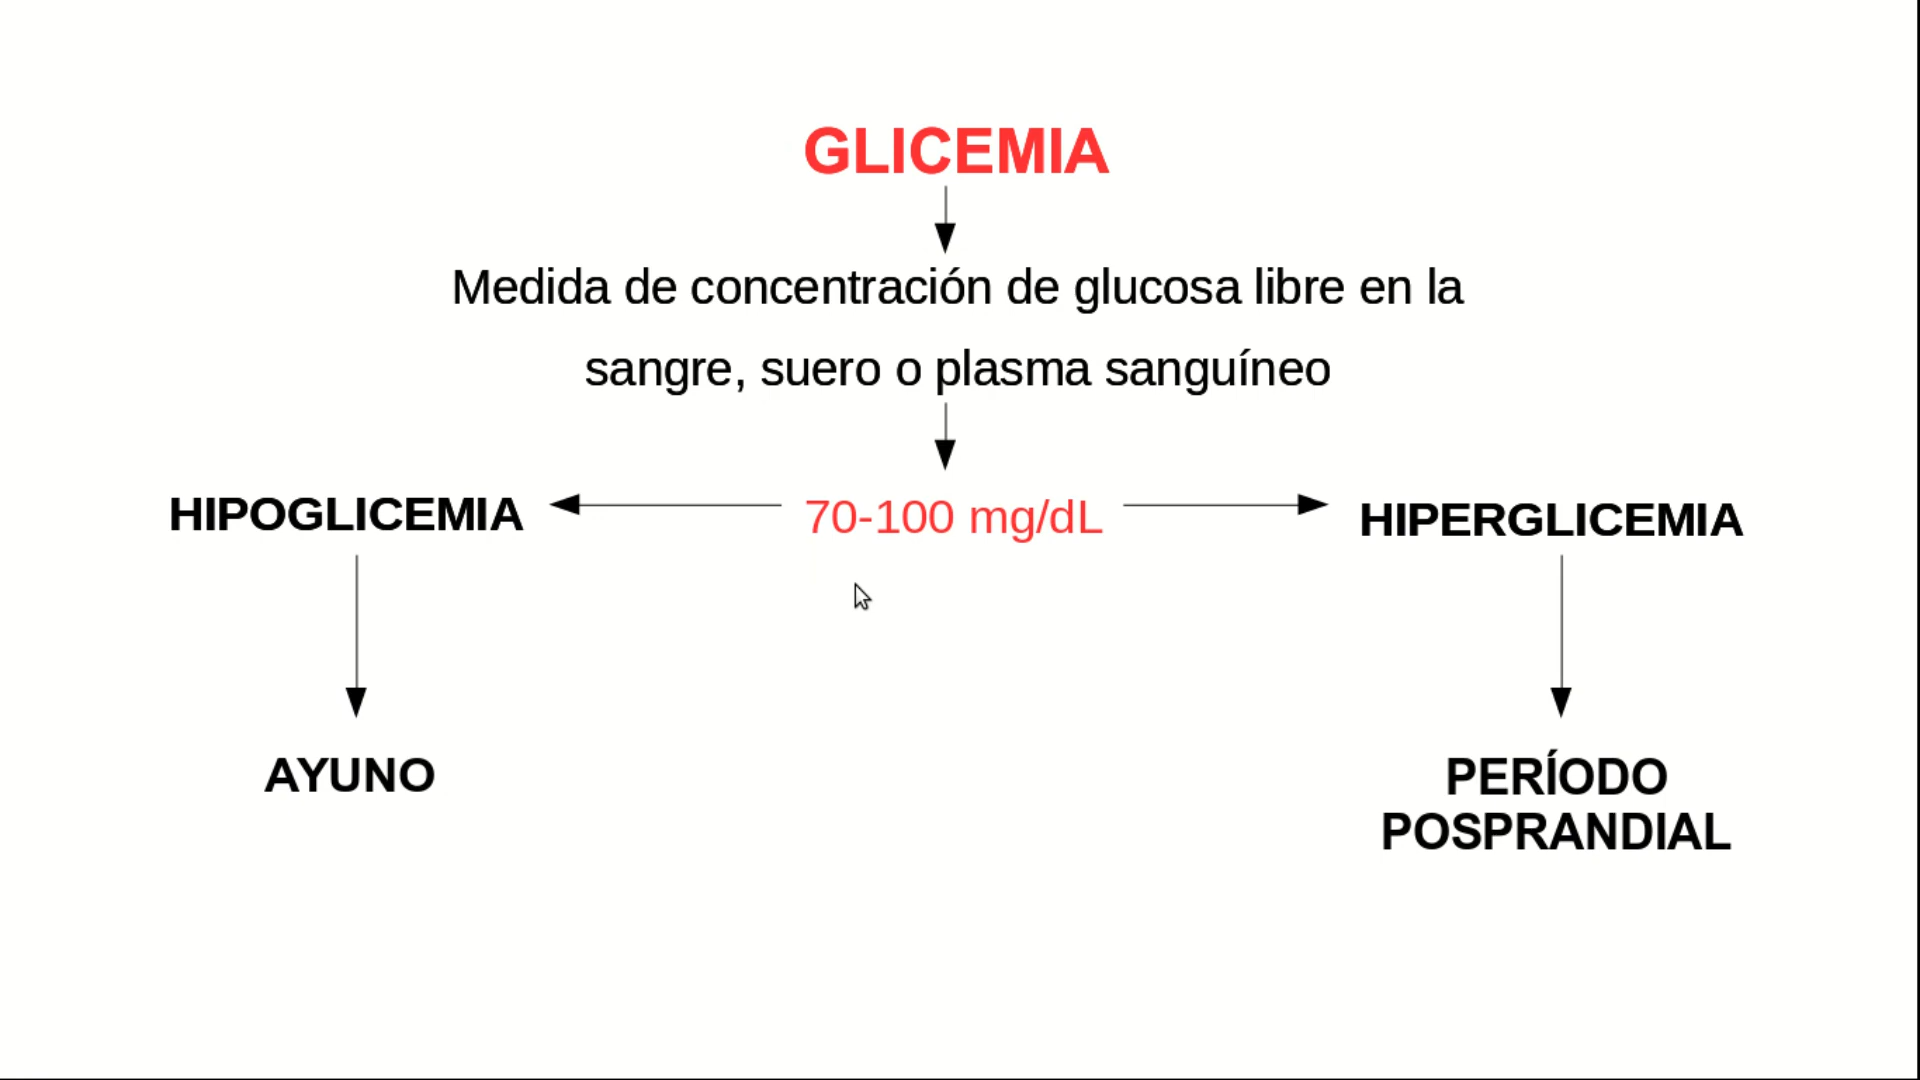 GLICEMIA
Medida de concentración de glucosa libre en la
sangre, suero o plasma sanguíneo
HIPOGLICEMIA
70-100 mg/dL
HIPERGLICEMIA
AYUNO
PERÍODO
POSPRANDIAL